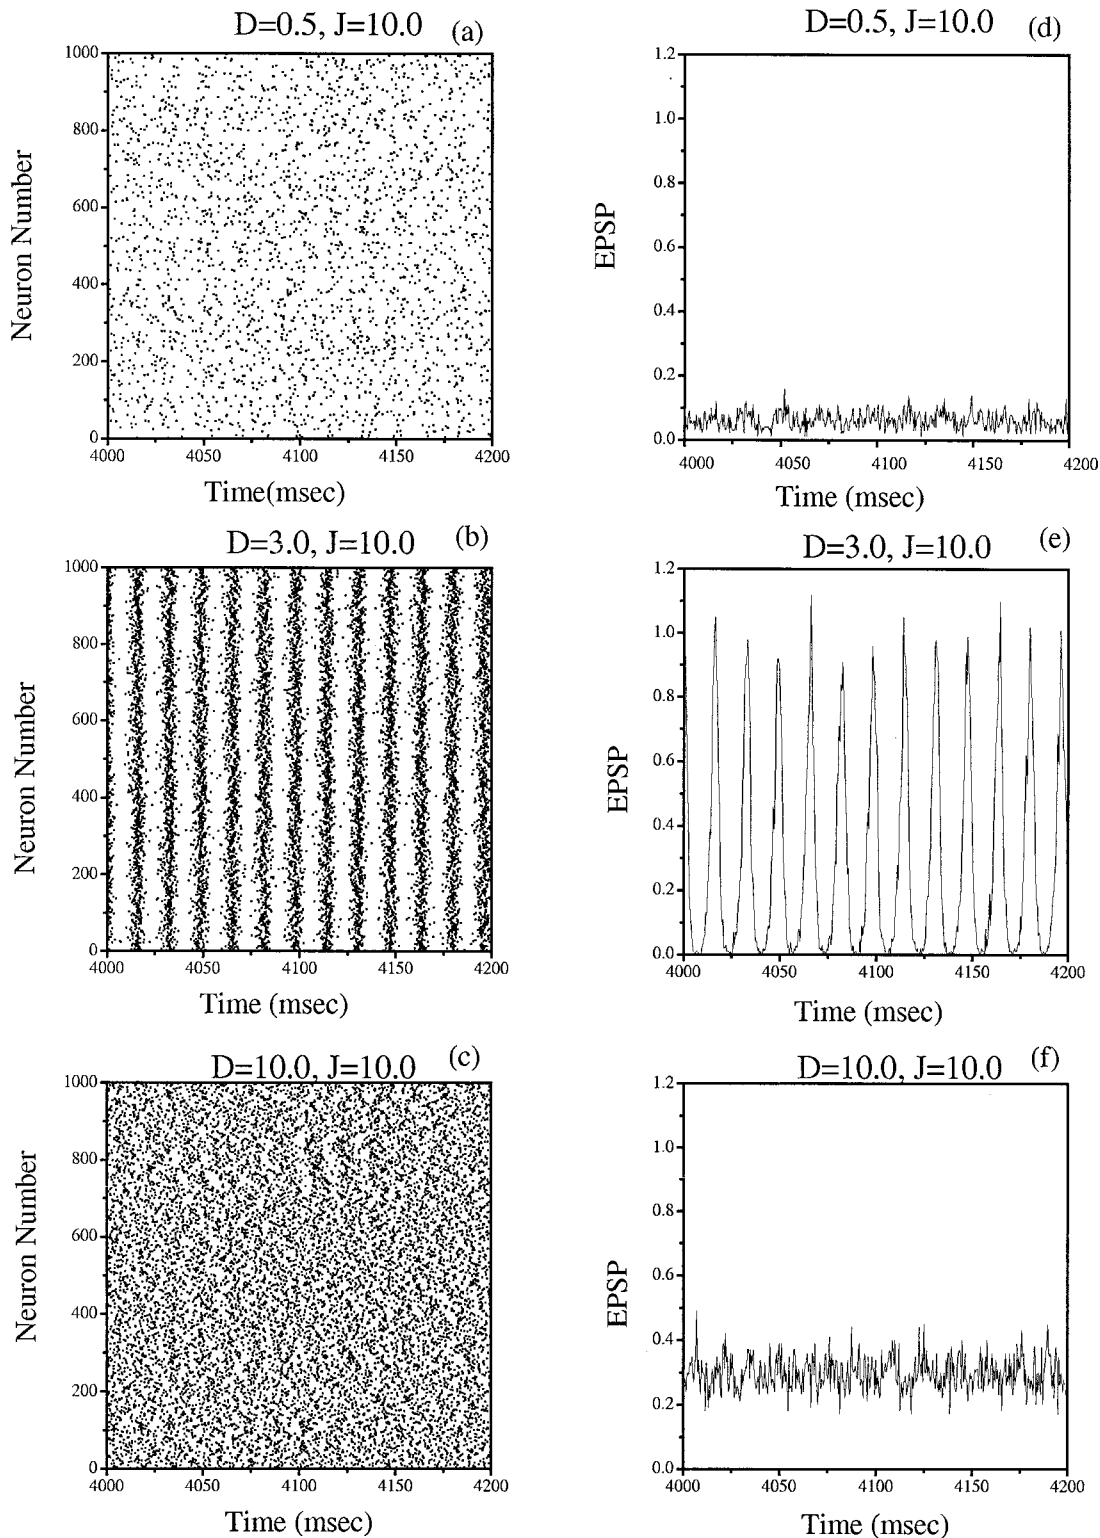 D=0.5, J=10.0 (a)
1000
800
600
400
200
0
Neuron Number
4000 4050 4100 4150 4200
Time(msec)
D=0.5, J=10.0 (d)
1.2
1.0
0.8
0.6
0.4
0.2
0.0
EPSP
4000 4050 4100 4150 4200
Time (msec)
D=3.0, J=10.0 (b)
1000
800
600
400
200
0
Neuron Number
4000 4050 4100 4150 4200
Time (msec)
D=3.0, J=10.0 (e)
1.2
1.0
0.8
0.6
0.4
0.2
0.0
EPSP
4000 4050 4100 4150 4200
Time (msec)
D=10.0, J=10.0 (c)
1000
800
600
400
200
0
Neuron Number
4000 4050 4100 4150 4200
Time (msec)
D=10.0, J=10.0 (f)
1.2
1.0
0.8
0.6
0.4
0.2
0.0
EPSP
4000 4050 4100 4150 4200
Time (msec)